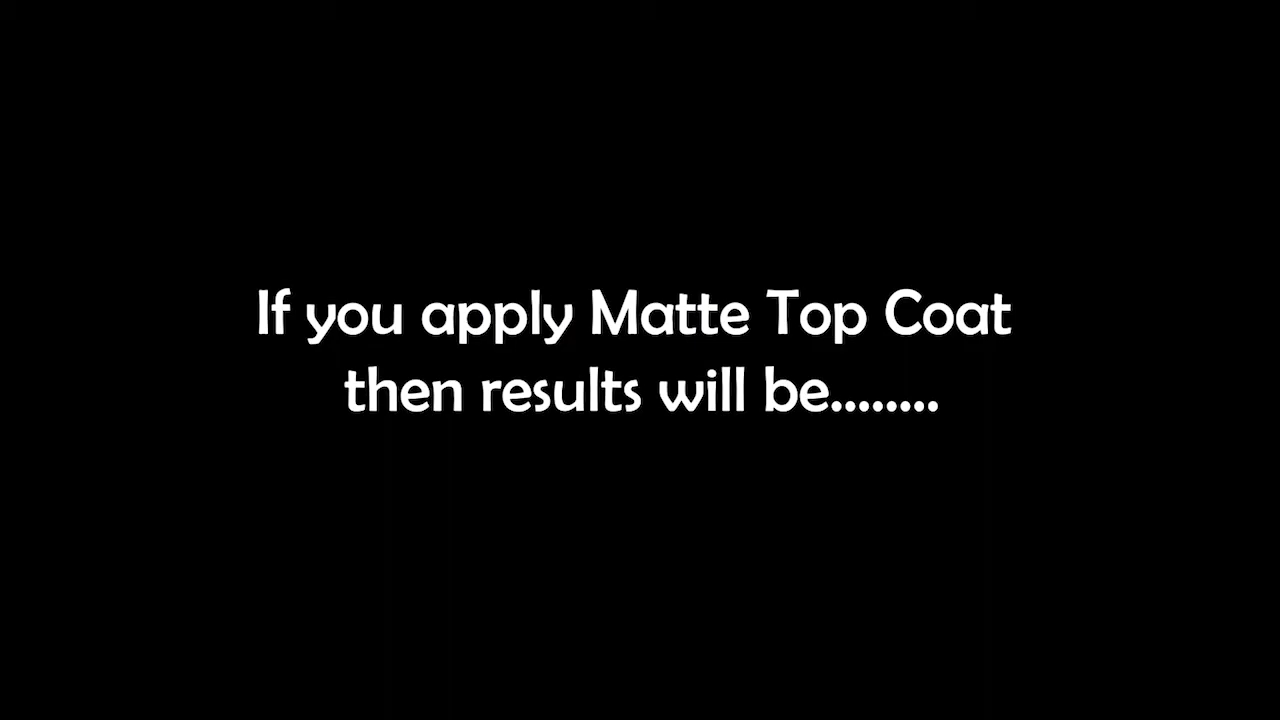 If you apply Matte Top Coat
then results will be........